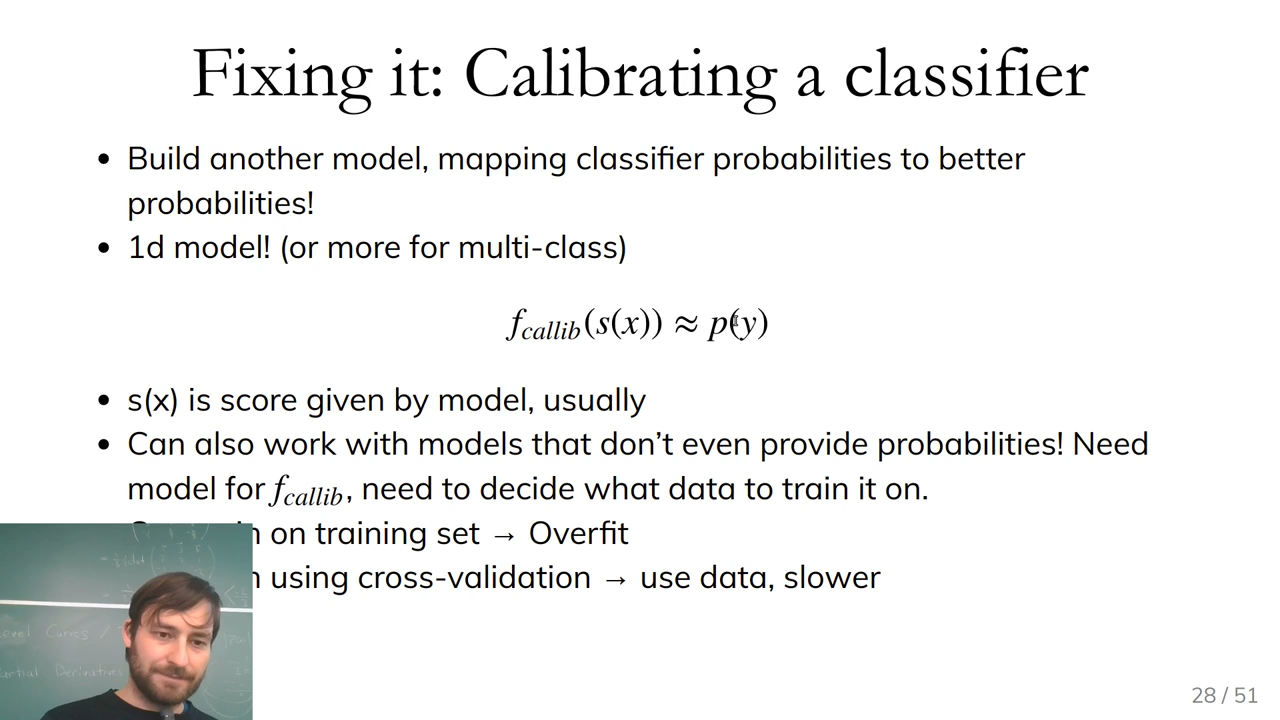 Fixing it: Calibrating a classifier
• Build another model, mapping classifier probabilities to better
probabilities!
• 1d model! (or more for multi-class)
f_callib(s(x)) ≈ p(y)
• s(x) is score given by model, usually
• Can also work with models that don’t even provide probabilities! Need
model for f_callib, need to decide what data to train it on.
on training set → Overfit
using cross-validation → use data, slower
Level Curves /
Derivatives
28 / 51